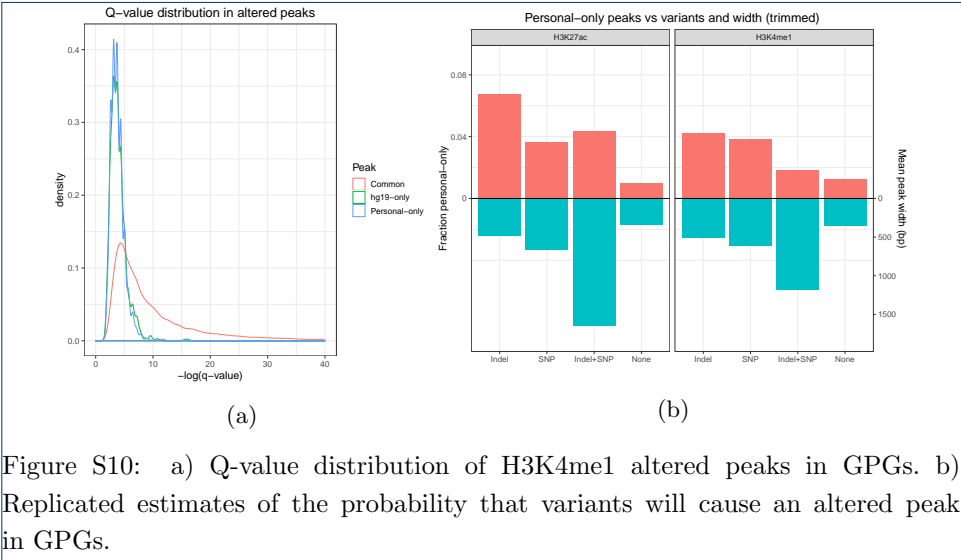 Q−value distribution in altered peaks
0.4
0.3
0.2
0.1
0.0
density
0
10
20
30
40
−log(q−value)
Peak
Common
hg19−only
Personal−only
(a)
Personal−only peaks vs variants and width (trimmed)
H3K27ac
H3K4me1
0.08
0.04
0
Fraction personal−only
0
500
1000
1500
Mean peak width (bp)
Indel
SNP
Indel+SNP
None
Indel
SNP
Indel+SNP
None
(b)
Figure S10: a) Q-value distribution of H3K4me1 altered peaks in GPGs. b)
Replicated estimates of the probability that variants will cause an altered peak
in GPGs.